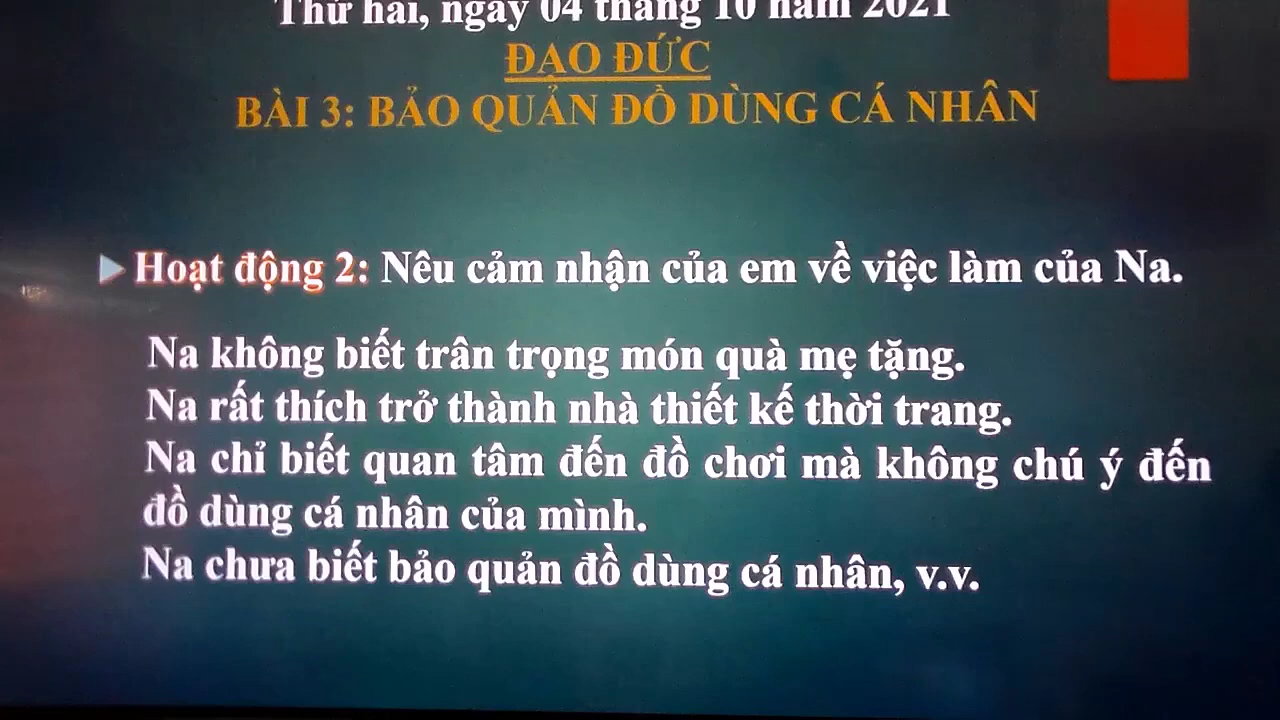 Thứ hai, ngày 04 tháng 10 năm 2021
ĐẠO ĐỨC
BÀI 3: BẢO QUẢN ĐỒ DÙNG CÁ NHÂN
Hoạt động 2: Nêu cảm nhận của em về việc làm của Na.
Na không biết trân trọng món quà mẹ tặng.
Na rất thích trở thành nhà thiết kế thời trang.
Na chỉ biết quan tâm đến đồ chơi mà không chú ý đến
đồ dùng cá nhân của mình.
Na chưa biết bảo quản đồ dùng cá nhân, v.v.